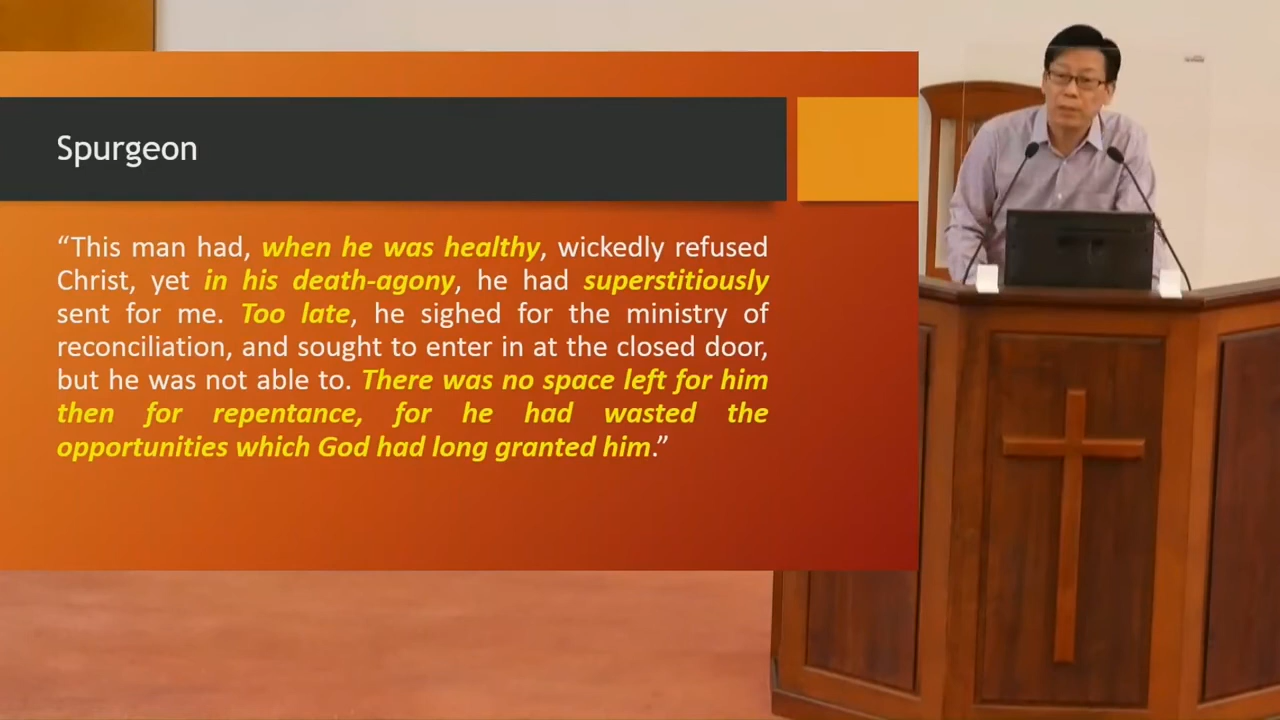 Spurgeon
“This man had, when he was healthy, wickedly refused
Christ, yet in his death-agony, he had superstitiously
sent for me. Too late, he sighed for the ministry of
reconciliation, and sought to enter in at the closed door,
but he was not able to. There was no space left for him
then for repentance, for he had wasted the
opportunities which God had long granted him.”